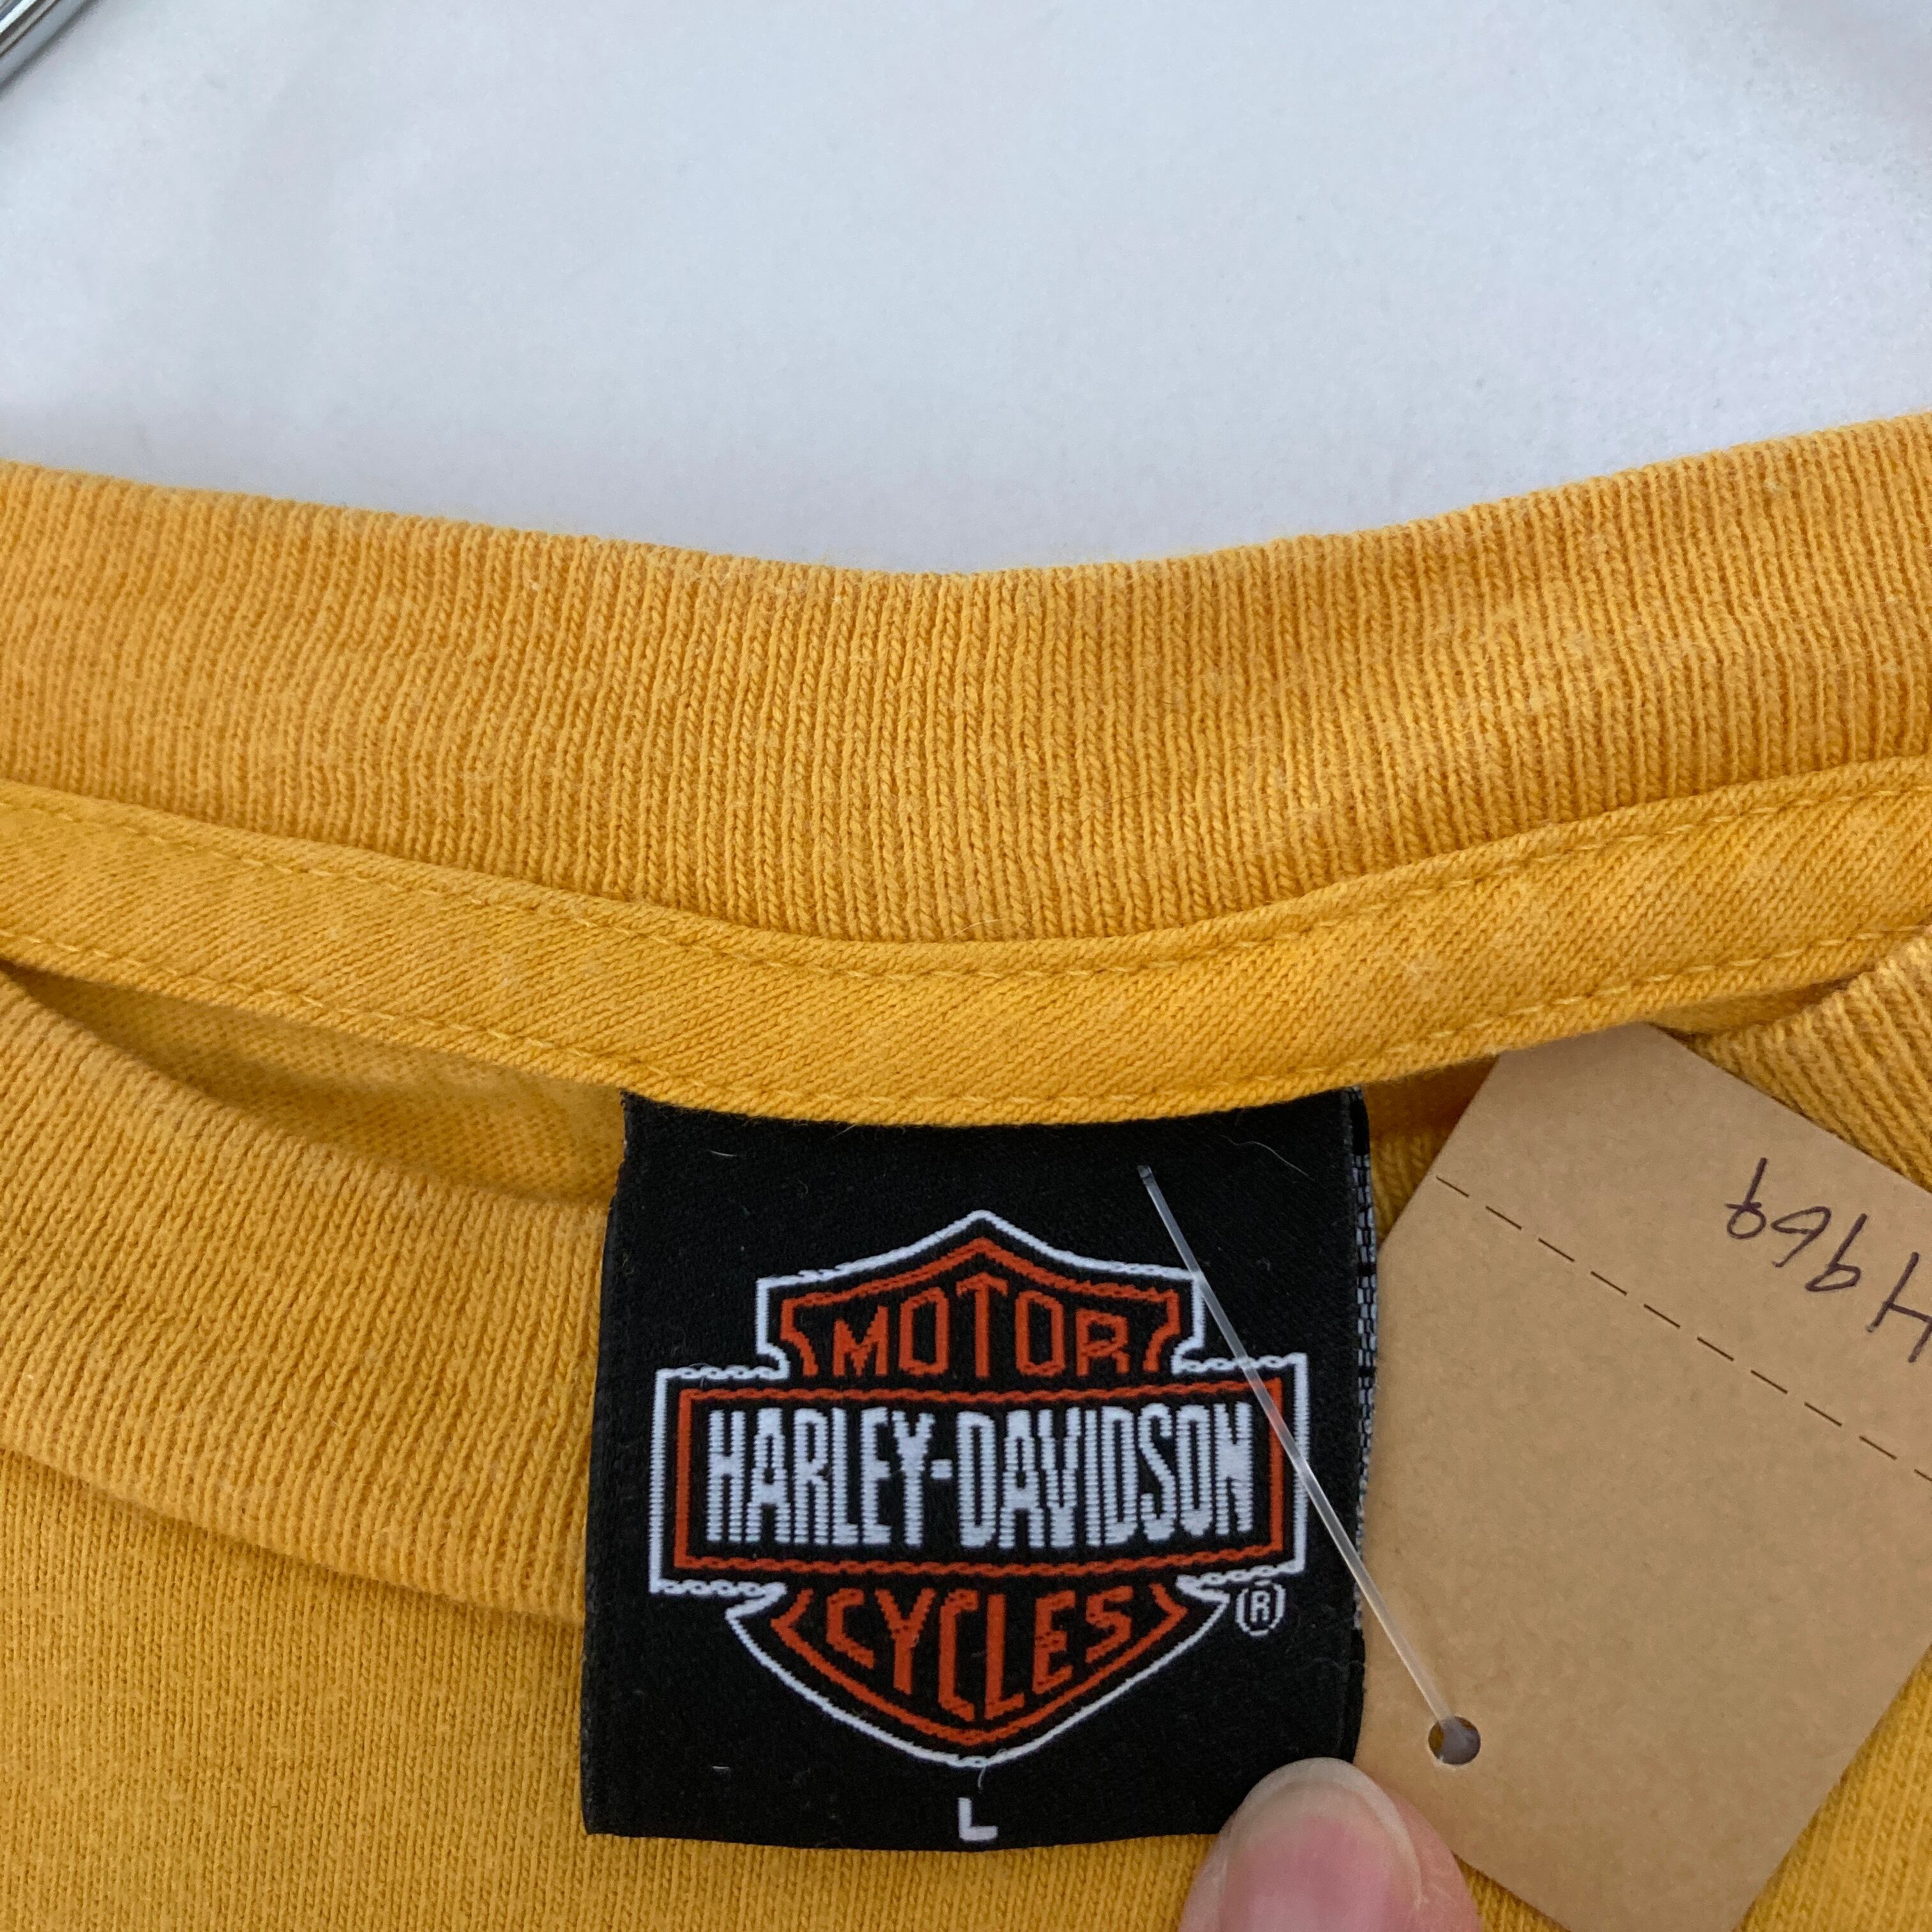 MOTOR
HARLEY-DAVIDSON
CYCLES
®
L